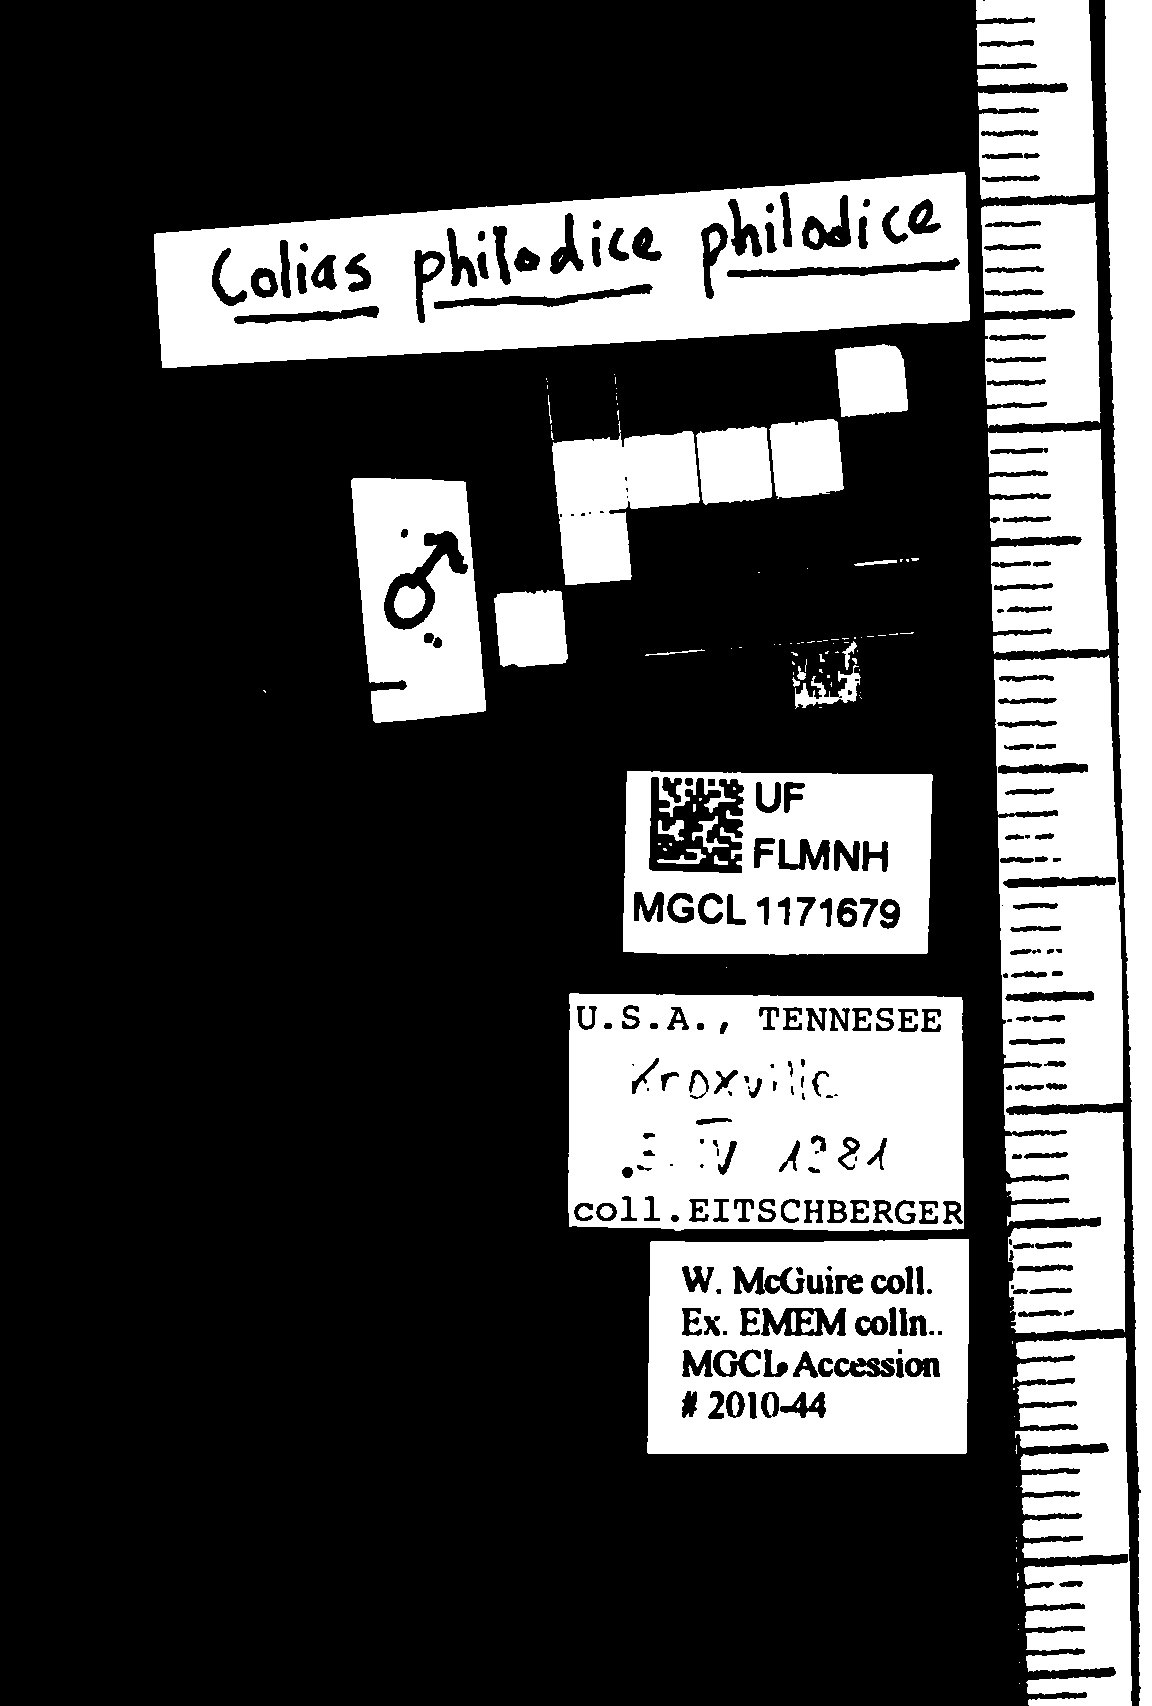 Colias philodice philodice
♂
UF
FLMNH
MGCL 1171679
U.S.A., TENNESEE
Knoxville
IV 1981
coll.EITSCHBERGER
W. McGuire coll.
Ex. EMEM colln..
MGCL Accession
# 2010-44